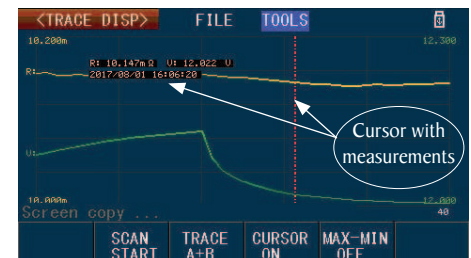 <TRACE DISP> FILE TOOLS
10.200m 12.300
R: 10.147mΩ V: 12.022 V
R:
2017/08/01 16:06:20
Cursor with
measurements
V:
10.000m 12.000
Screen copy ... 40
SCAN TRACE CURSOR MAX-MIN
START A+B ON OFF